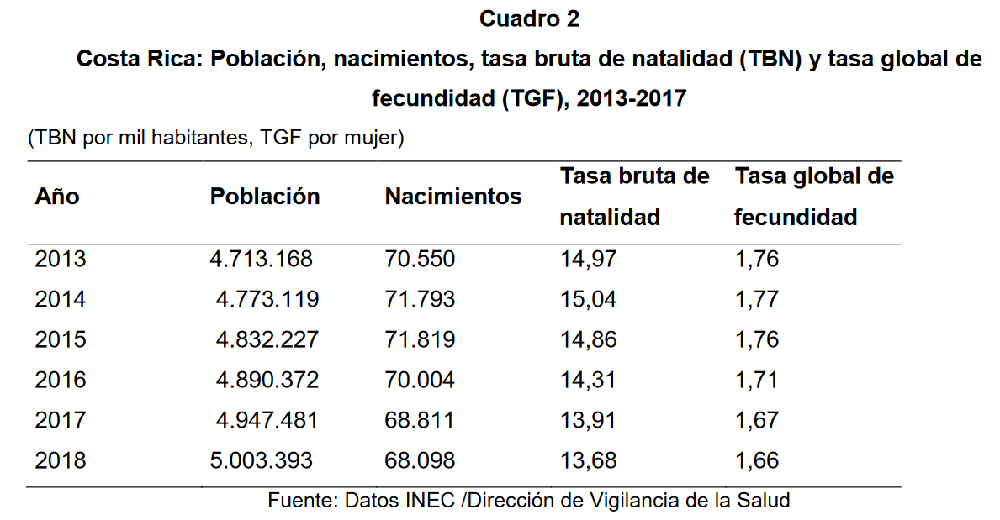 Cuadro 2
Costa Rica: Población, nacimientos, tasa bruta de natalidad (TBN) y tasa global de
fecundidad (TGF), 2013-2017
(TBN por mil habitantes, TGF por mujer)
Año Población Nacimientos Tasa bruta de natalidad Tasa global de fecundidad
2013 4.713.168 70.550 14,97 1,76
2014 4.773.119 71.793 15,04 1,77
2015 4.832.227 71.819 14,86 1,76
2016 4.890.372 70.004 14,31 1,71
2017 4.947.481 68.811 13,91 1,67
2018 5.003.393 68.098 13,68 1,66
Fuente: Datos INEC /Dirección de Vigilancia de la Salud